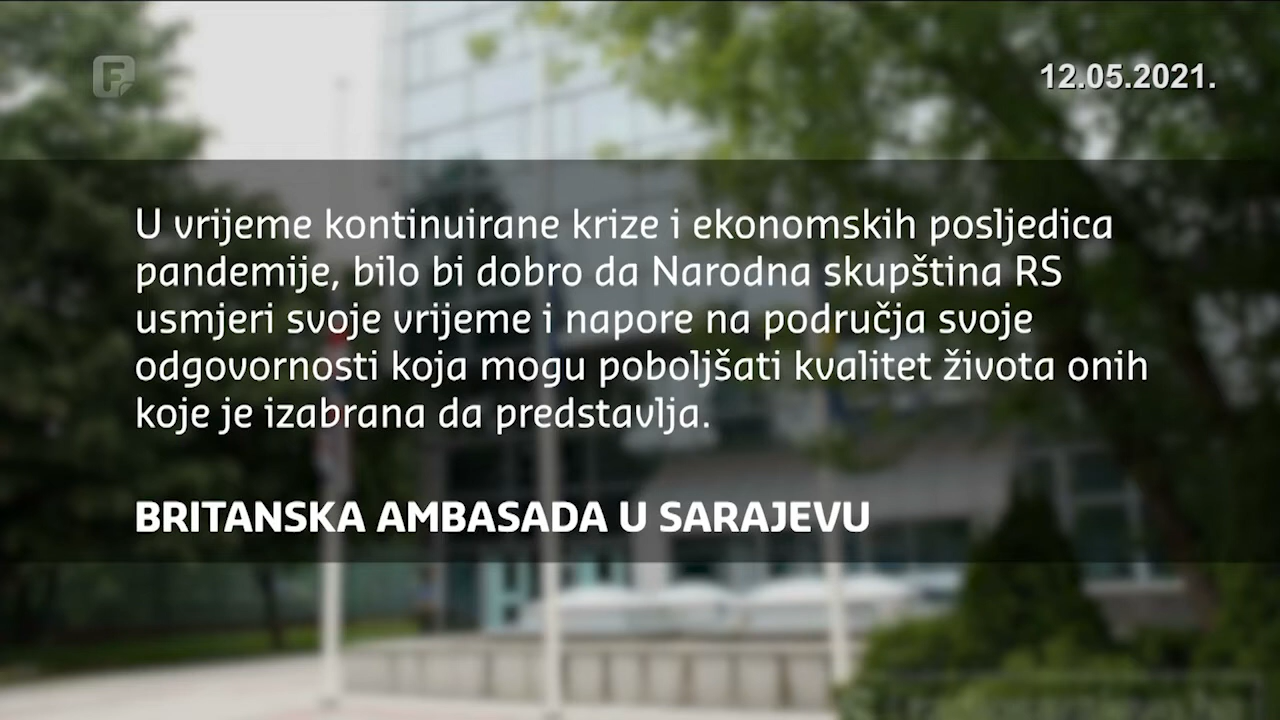 F
12.05.2021.
U vrijeme kontinuirane krize i ekonomskih posljedica
pandemije, bilo bi dobro da Narodna skupština RS
usmjeri svoje vrijeme i napore na područja svoje
odgovornosti koja mogu poboljšati kvalitet života onih
koje je izabrana da predstavlja.
BRITANSKA AMBASADA U SARAJEVU